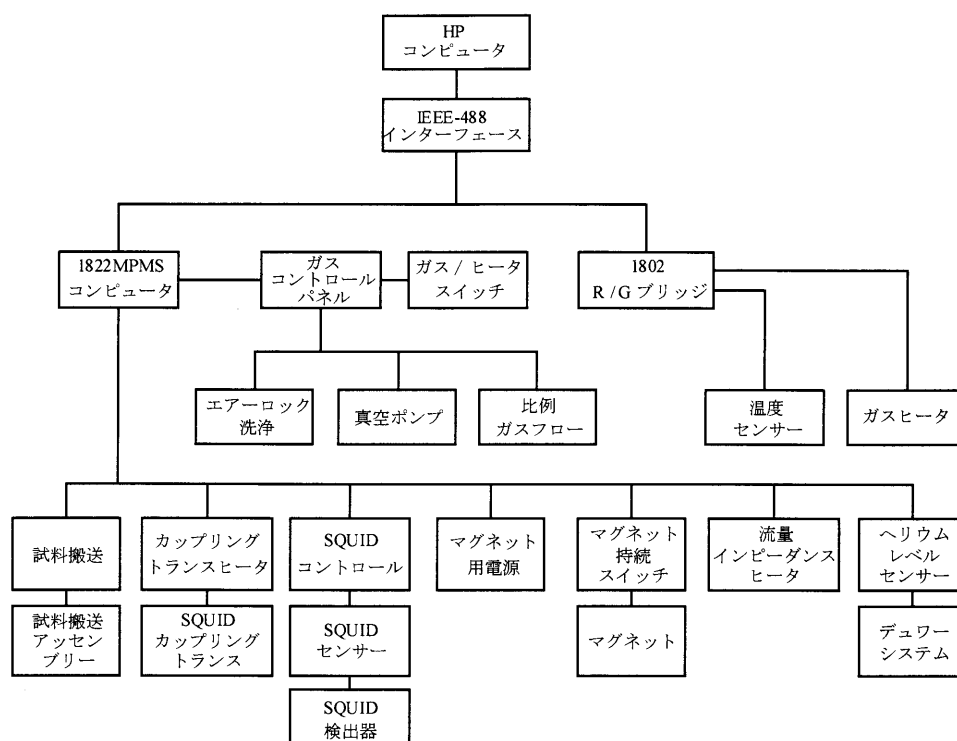 HP
コンピュータ
IEEE-488
インターフェース
1822MPMS
コンピュータ
ガス
コントロール
パネル
ガス / ヒータ
スイッチ
1802
R /G ブリッジ
エアーロック
洗浄
真空ポンプ
比例
ガスフロー
温度
センサー
ガスヒータ
試料搬送
カップリング
トランスヒータ
SQUID
コントロール
マグネット
用電源
マグネット
持続
スイッチ
流量
インピーダンス
ヒータ
ヘリウム
レベル
センサー
試料搬送
アッセン
ブリー
SQUID
カップリング
トランス
SQUID
センサー
マグネット
デュワー
システム
SQUID
検出器